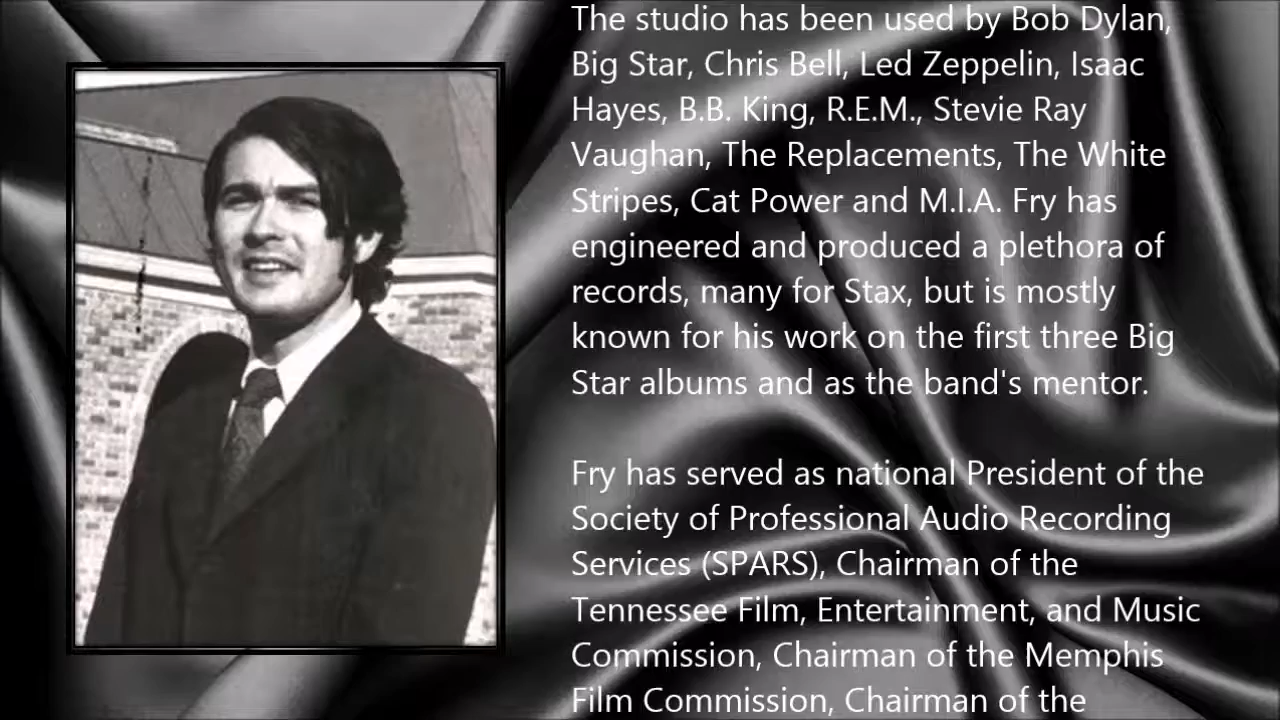 The studio has been used by Bob Dylan,
Big Star, Chris Bell, Led Zeppelin, Isaac
Hayes, B.B. King, R.E.M., Stevie Ray
Vaughan, The Replacements, The White
Stripes, Cat Power and M.I.A. Fry has
engineered and produced a plethora of
records, many for Stax, but is mostly
known for his work on the first three Big
Star albums and as the band's mentor.
Fry has served as national President of the
Society of Professional Audio Recording
Services (SPARS), Chairman of the
Tennessee Film, Entertainment, and Music
Commission, Chairman of the Memphis
Film Commission, Chairman of the